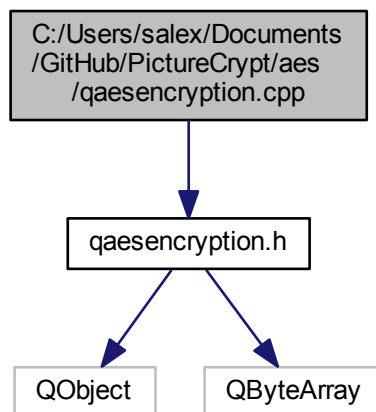 C:/Users/salex/Documents
/GitHub/PictureCrypt/aes
/qaesencryption.cpp
qaesencryption.h
QObject
QByteArray